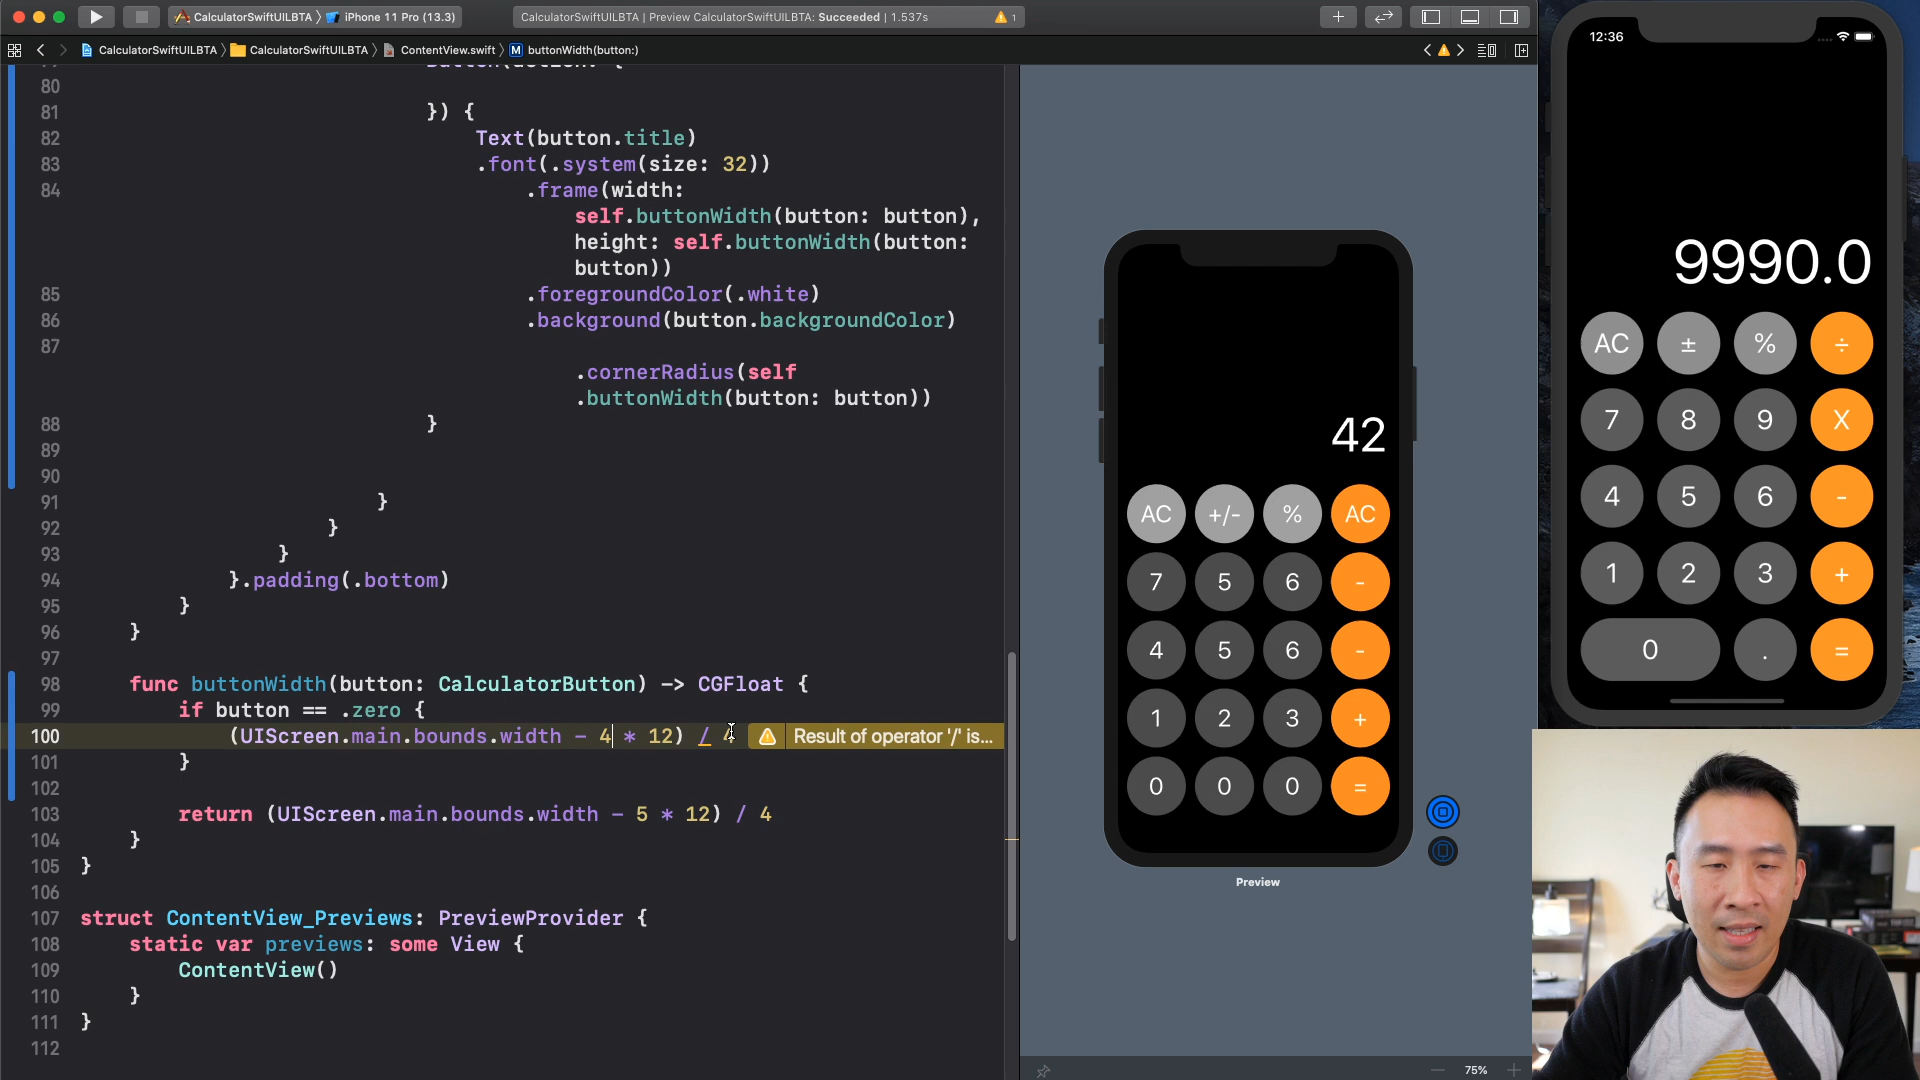 CalculatorSwiftUILBTA 〉 iPhone 11 Pro (13.3)
CalculatorSwiftUILBTA | Preview CalculatorSwiftUILBTA: Succeeded | 1.537s
1
CalculatorSwiftUILBTA 〉 CalculatorSwiftUILBTA 〉 ContentView.swift 〉 M buttonWidth(button:)
80
81 }) {
82 Text(button.title)
83 .font(.system(size: 32))
84 .frame(width:
self.buttonWidth(button: button),
height: self.buttonWidth(button:
button))
85 .foregroundColor(.white)
86 .background(button.backgroundColor)
87
.cornerRadius(self
.buttonWidth(button: button))
88 }
89
90
91 }
92 }
93 }
94 }.padding(.bottom)
95 }
96 }
97
98 func buttonWidth(button: CalculatorButton) -> CGFloat {
99 if button == .zero {
100 (UIScreen.main.bounds.width - 4 * 12) / 4 Result of operator '/' is...
101 }
102
103 return (UIScreen.main.bounds.width - 5 * 12) / 4
104 }
105 }
106
107 struct ContentView_Previews: PreviewProvider {
108 static var previews: some View {
109 ContentView()
110 }
111 }
112
42
AC +/- % AC
7 5 6 -
4 5 6 -
1 2 3 +
0 0 0 =
Preview
75%
12:36
9990.0
AC ± % ÷
7 8 9 X
4 5 6 -
1 2 3 +
0 . =